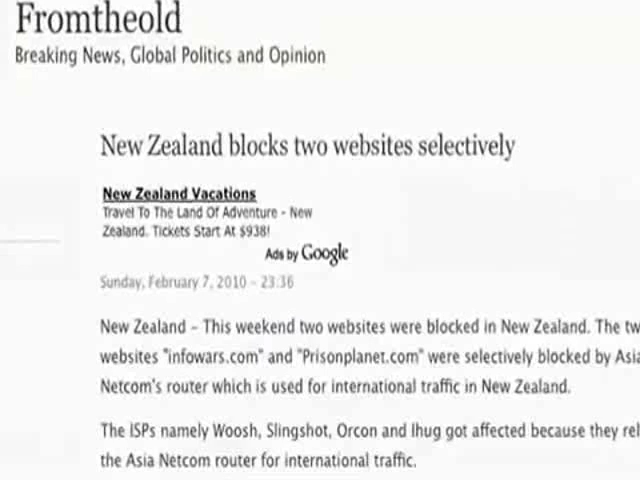 Fromtheold
Breaking News, Global Politics and Opinion
New Zealand blocks two websites selectively
New Zealand Vacations
Travel To The Land Of Adventure - New
Zealand. Tickets Start At $938!
Ads by Google
Sunday, February 7, 2010 - 23:36
New Zealand - This weekend two websites were blocked in New Zealand. The tw
websites "infowars.com" and "Prisonplanet.com" were selectively blocked by Asia
Netcom's router which is used for international traffic in New Zealand.
The ISPs namely Woosh, Slingshot, Orcon and Ihug got affected because they rel
the Asia Netcom router for international traffic.